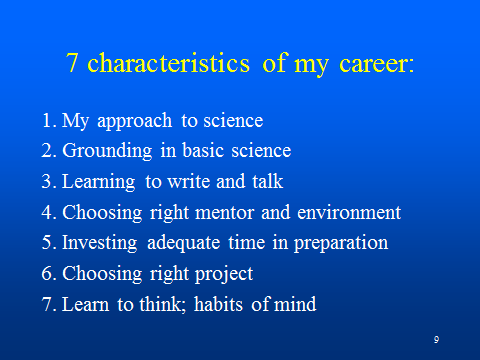 7 characteristics of my career:
1. My approach to science
2. Grounding in basic science
3. Learning to write and talk
4. Choosing right mentor and environment
5. Investing adequate time in preparation
6. Choosing right project
7. Learn to think; habits of mind
9